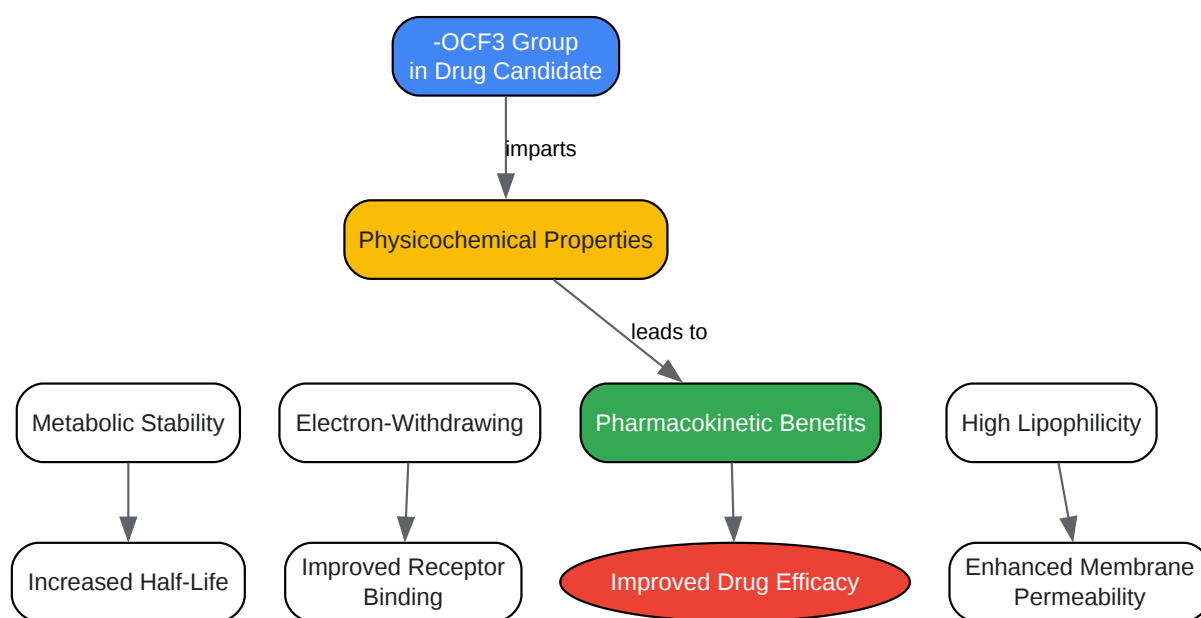 -OCF3 Group
in Drug Candidate
imparts
Physicochemical Properties
leads to
Metabolic Stability
Electron-Withdrawing
Pharmacokinetic Benefits
High Lipophilicity
Increased Half-Life
Improved Receptor
Binding
Improved Drug Efficacy
Enhanced Membrane
Permeability